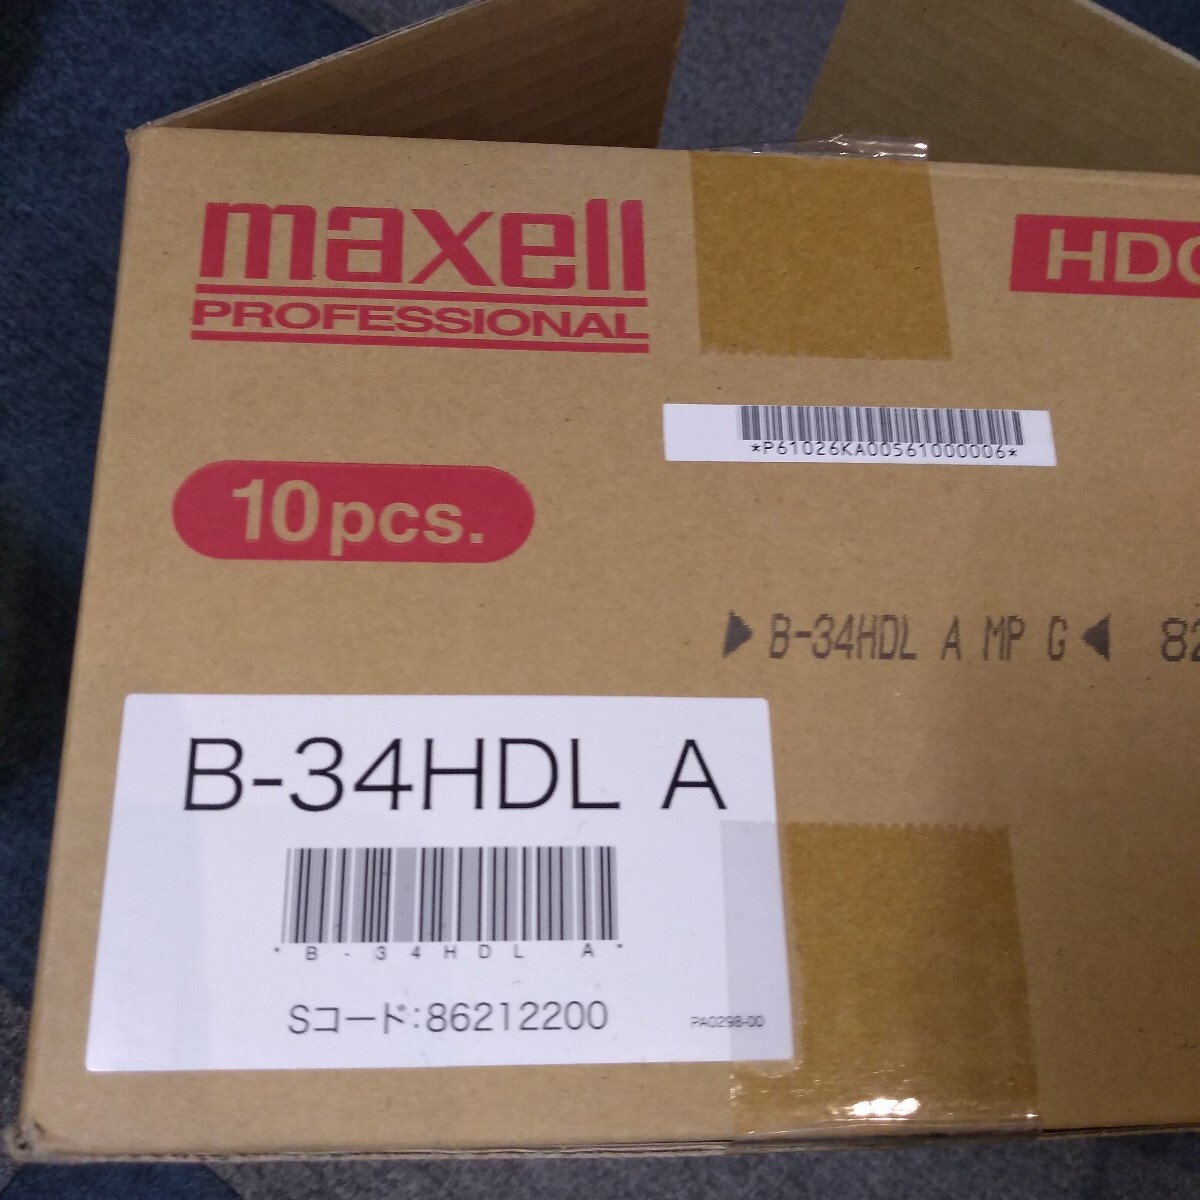 maxell
PROFESSIONAL
HDC
*P61026KA00561000006*
10pcs.
▶B-34HDL A MP G◀ 82
B-34HDL A
*B-34HDL A*
Sコード:86212200
PA0298-00